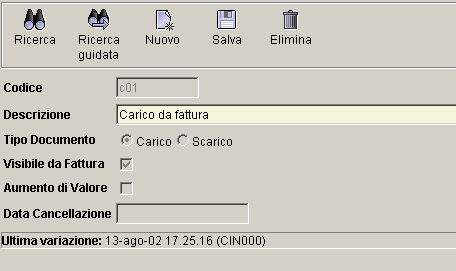 Ricerca Ricerca guidata Nuovo Salva Elimina
Codice c01
Descrizione Carico da fattura
Tipo Documento Carico Scarico
Visibile da Fattura
Aumento di Valore
Data Cancellazione
Ultima variazione: 13-ago-02 17.25.16 (CIN000)